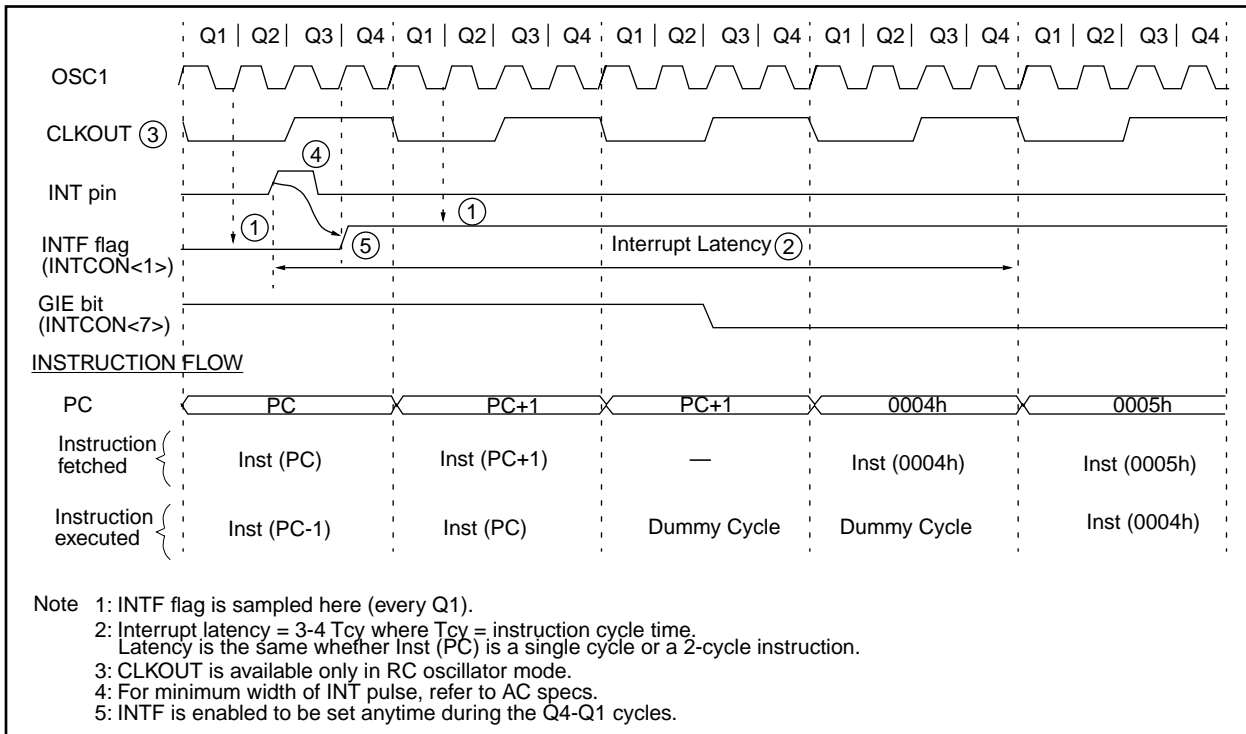 Q1 | Q2 | Q3 | Q4 Q1 | Q2 | Q3 | Q4 Q1 | Q2 | Q3 | Q4 Q1 | Q2 | Q3 | Q4 Q1 | Q2 | Q3 | Q4
OSC1
CLKOUT ③
④
INT pin
① ①
INTF flag
(INTCON<1>)
⑤
Interrupt Latency ②
GIE bit
(INTCON<7>)
INSTRUCTION FLOW
PC PC PC+1 PC+1 0004h 0005h
Instruction
fetched
Inst (PC) Inst (PC+1) — Inst (0004h) Inst (0005h)
Instruction
executed
Inst (PC-1) Inst (PC) Dummy Cycle Dummy Cycle Inst (0004h)
Note 1: INTF flag is sampled here (every Q1).
2: Interrupt latency = 3-4 Tcy where Tcy = instruction cycle time.
Latency is the same whether Inst (PC) is a single cycle or a 2-cycle instruction.
3: CLKOUT is available only in RC oscillator mode.
4: For minimum width of INT pulse, refer to AC specs.
5: INTF is enabled to be set anytime during the Q4-Q1 cycles.